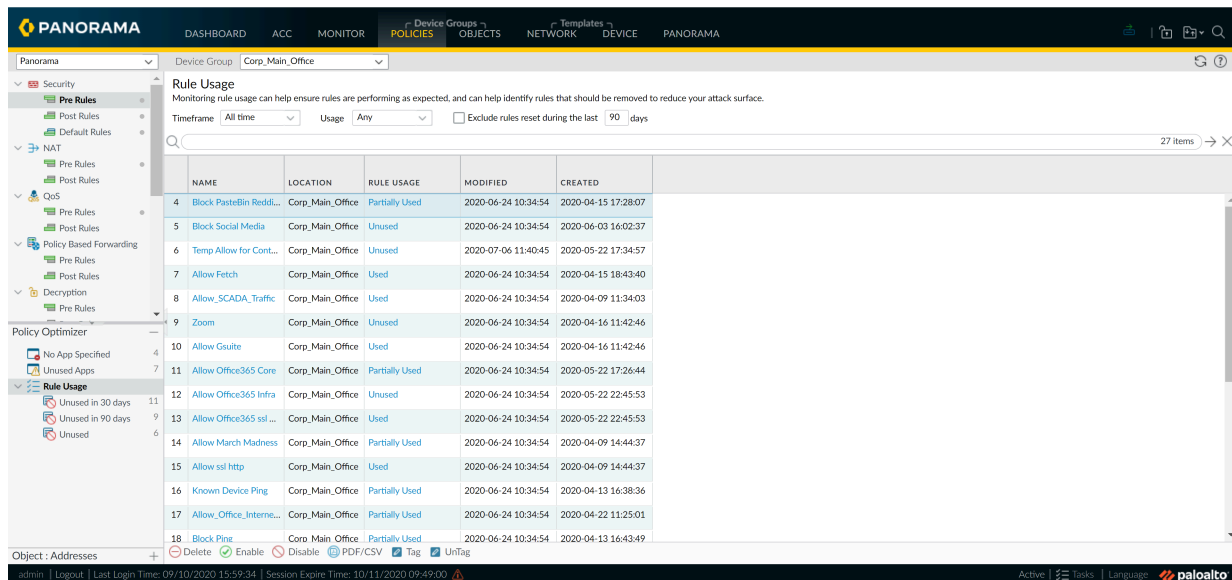 PANORAMA
Device Groups
Templates
DASHBOARD ACC MONITOR POLICIES OBJECTS NETWORK DEVICE PANORAMA
Panorama
Device Group Corp_Main_Office
Security
Pre Rules
Post Rules
Default Rules
NAT
Pre Rules
Post Rules
QoS
Pre Rules
Post Rules
Policy Based Forwarding
Pre Rules
Post Rules
Decryption
Pre Rules
Policy Optimizer
No App Specified 4
Unused Apps 7
Rule Usage
Unused in 30 days 11
Unused in 90 days 9
Unused 6
Object : Addresses
Rule Usage
Monitoring rule usage can help ensure rules are performing as expected, and can help identify rules that should be removed to reduce your attack surface.
Timeframe All time Usage Any Exclude rules reset during the last 90 days
27 items
NAME LOCATION RULE USAGE MODIFIED CREATED
4 Block PasteBin Reddi... Corp_Main_Office Partially Used 2020-06-24 10:34:54 2020-04-15 17:28:07
5 Block Social Media Corp_Main_Office Unused 2020-06-24 10:34:54 2020-06-03 16:02:37
6 Temp Allow for Cont... Corp_Main_Office Unused 2020-07-06 11:40:45 2020-05-22 17:34:57
7 Allow Fetch Corp_Main_Office Used 2020-06-24 10:34:54 2020-04-15 18:43:40
8 Allow_SCADA_Traffic Corp_Main_Office Used 2020-06-24 10:34:54 2020-04-09 11:34:03
9 Zoom Corp_Main_Office Unused 2020-06-24 10:34:54 2020-04-16 11:42:46
10 Allow Gsuite Corp_Main_Office Used 2020-06-24 10:34:54 2020-04-16 11:42:46
11 Allow Office365 Core Corp_Main_Office Partially Used 2020-06-24 10:34:54 2020-05-22 17:26:44
12 Allow Office365 Infra Corp_Main_Office Unused 2020-06-24 10:34:54 2020-05-22 22:45:53
13 Allow Office365 ssl ... Corp_Main_Office Used 2020-06-24 10:34:54 2020-05-22 22:45:53
14 Allow March Madness Corp_Main_Office Partially Used 2020-06-24 10:34:54 2020-04-09 14:44:37
15 Allow ssl http Corp_Main_Office Used 2020-06-24 10:34:54 2020-04-09 14:44:37
16 Known Device Ping Corp_Main_Office Partially Used 2020-06-24 10:34:54 2020-04-13 16:38:36
17 Allow_Office_Interne... Corp_Main_Office Partially Used 2020-06-24 10:34:54 2020-04-22 11:25:01
18 Block Ping Corp_Main_Office Partially Used 2020-06-24 10:34:54 2020-04-13 16:43:49
Delete Enable Disable PDF/CSV Tag UnTag
admin | Logout | Last Login Time: 09/10/2020 15:59:34 | Session Expire Time: 10/11/2020 09:49:00
Active | Tasks | Language paloalto